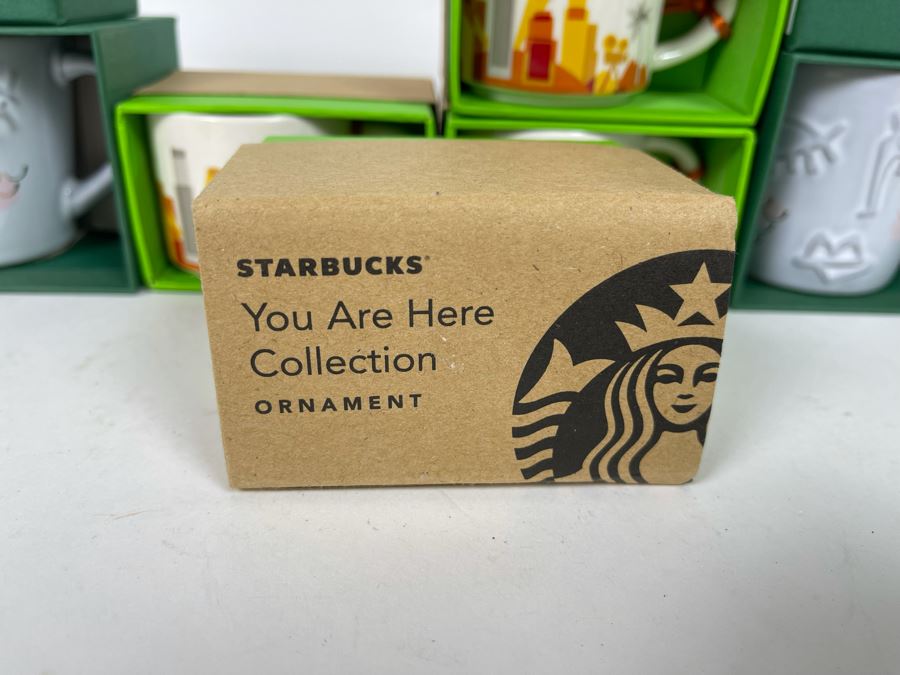 STARBUCKS®
You Are Here
Collection
ORNAMENT